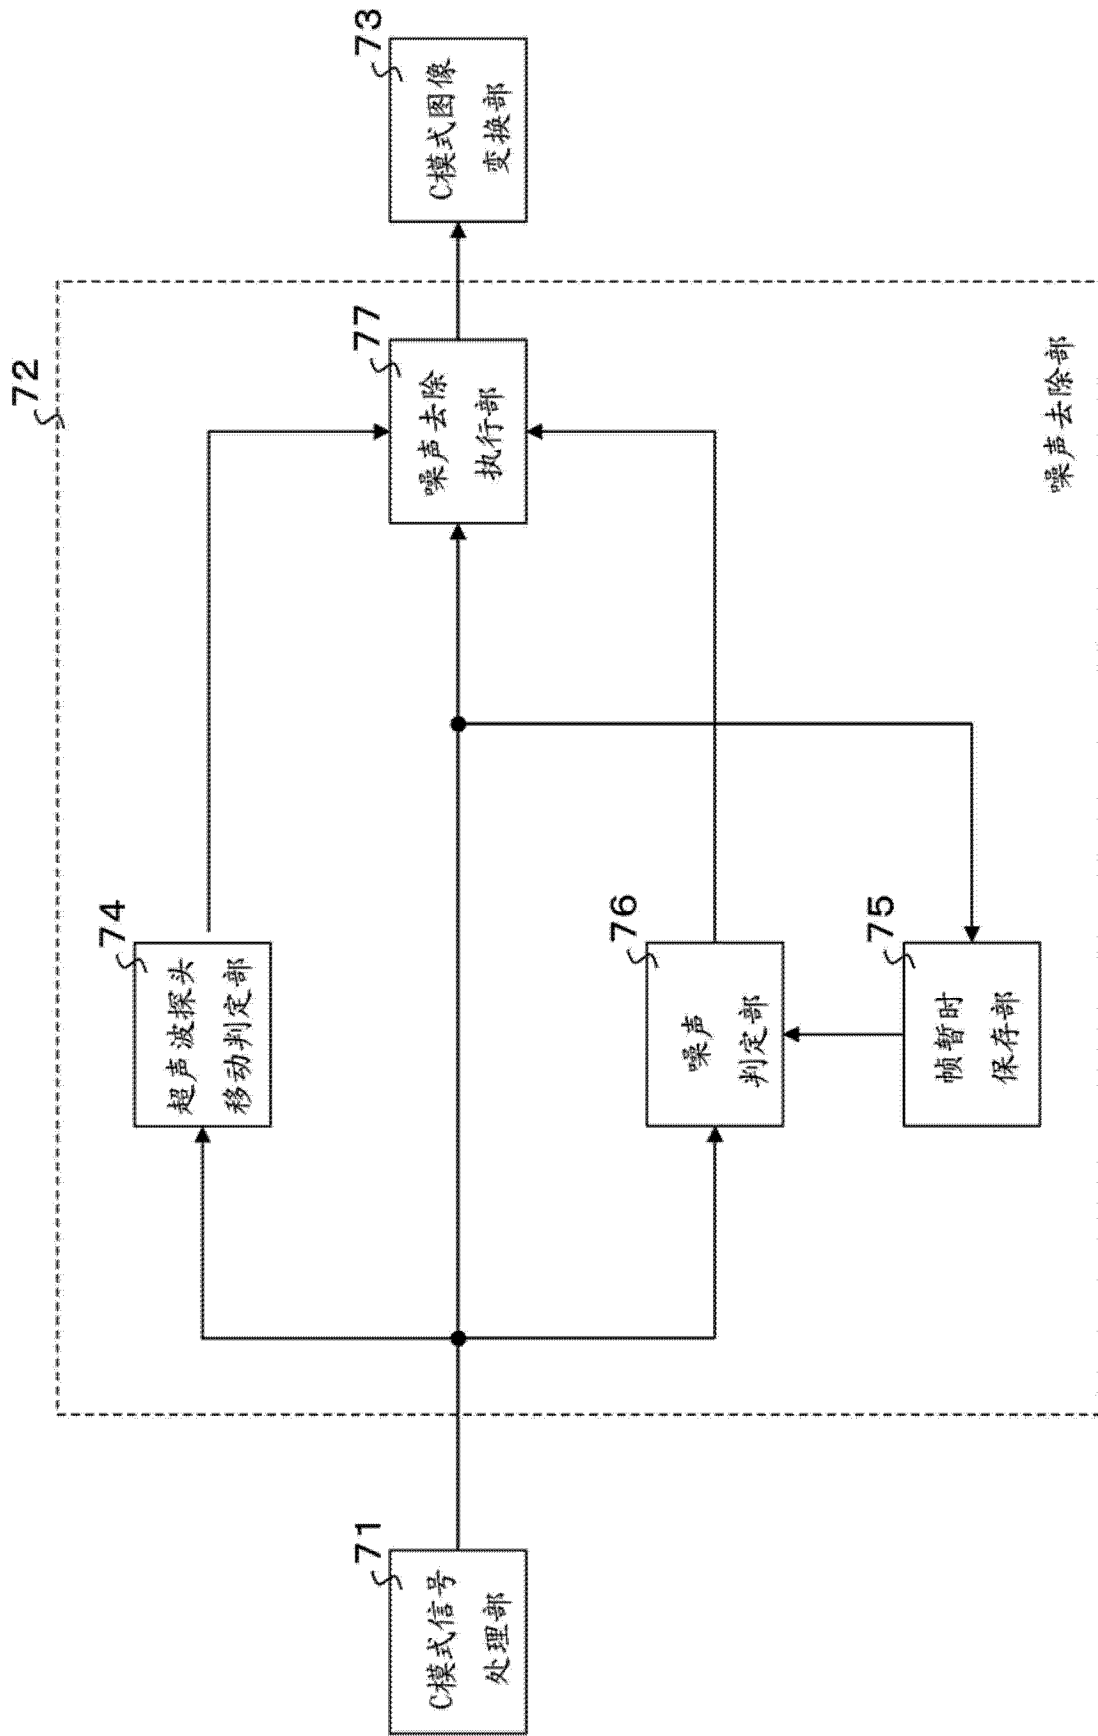 72
71
C模式信号
处理部
74
超声波探头
移动判定部
76
噪声
判定部
75
帧暂时
保存部
77
噪声去除
执行部
73
C模式图像
变换部
噪声去除部